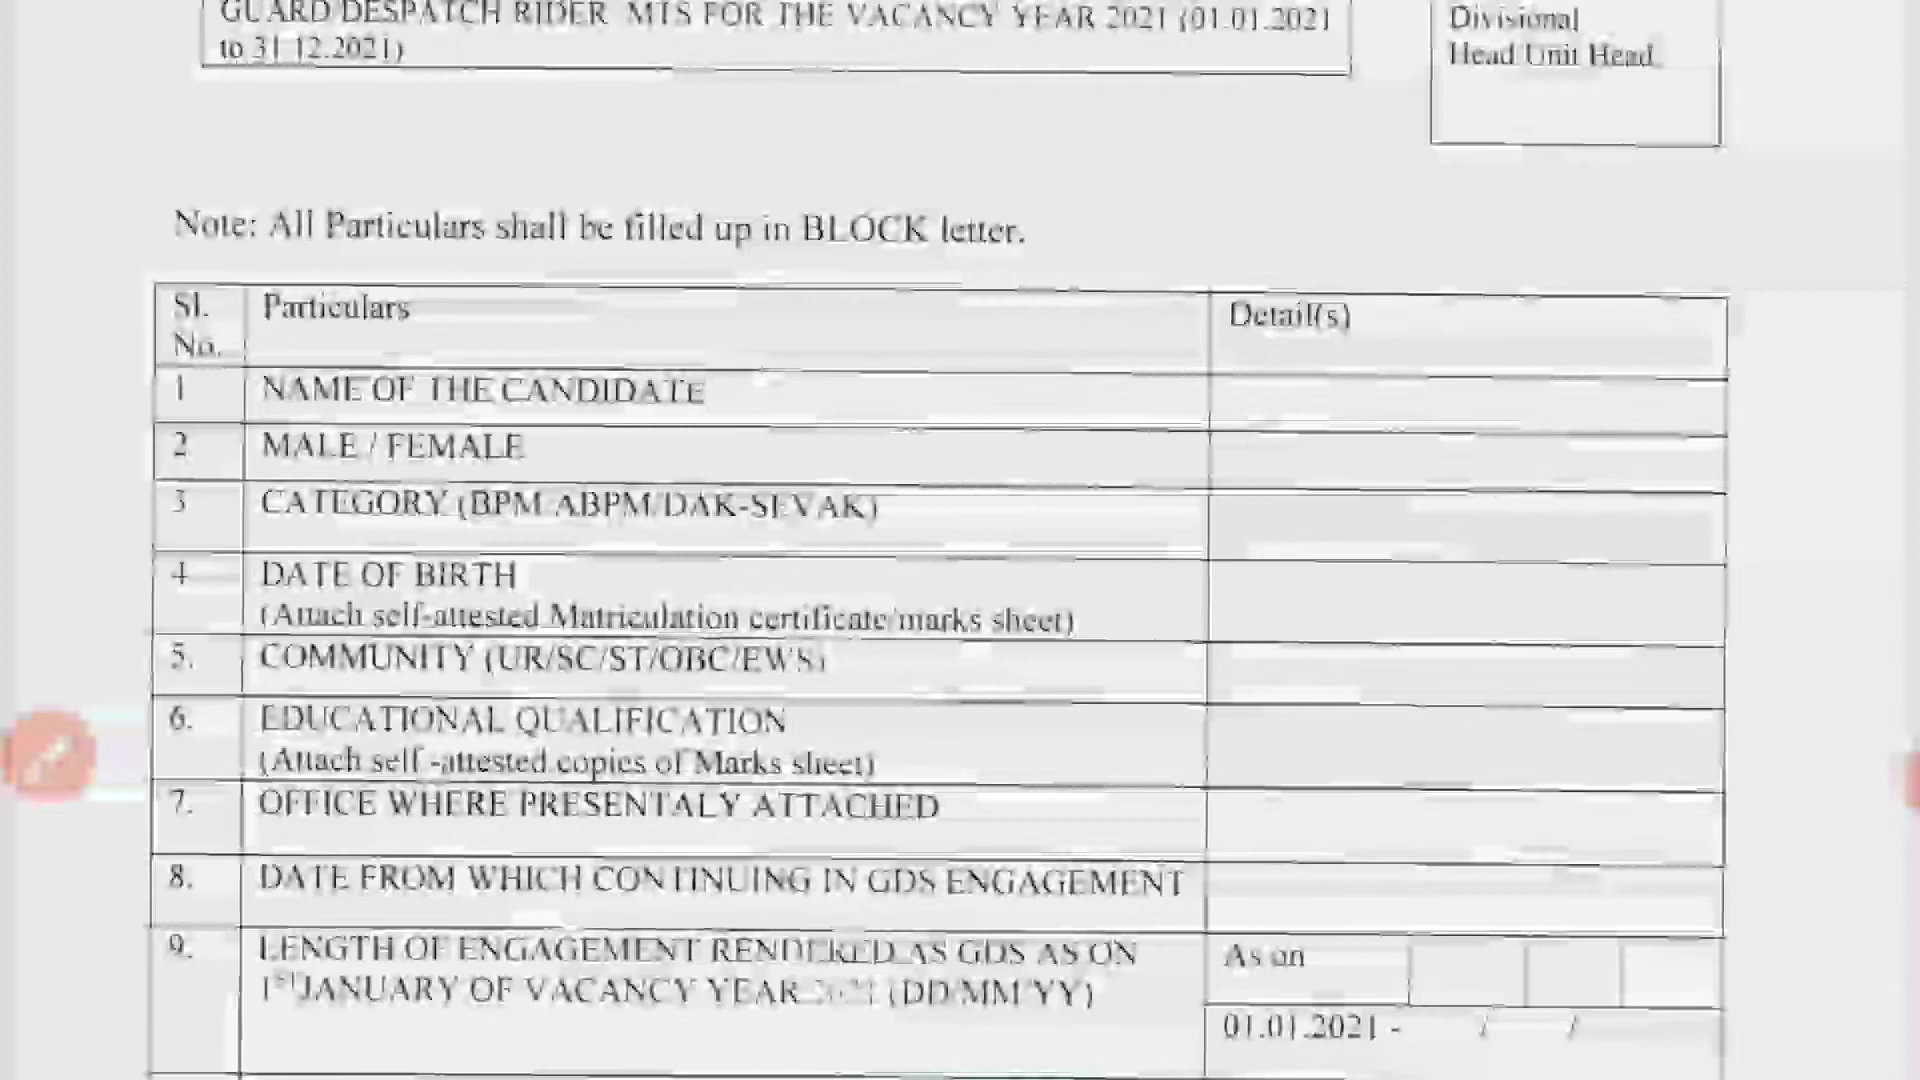 GUARD DESPATCH RIDER MTS FOR THE VACANCY YEAR 2021 (01.01.2021
to 31.12.2021)
Divisional
Head Unit Head.
Note: All Particulars shall be filled up in BLOCK letter.
Sl.
No.
Particulars
Detail(s)
1
NAME OF THE CANDIDATE
2
MALE / FEMALE
3
CATEGORY (BPM/ABPM/DAK-SEVAK)
4
DATE OF BIRTH
(Attach self-attested Matriculation certificate/marks sheet)
5.
COMMUNITY (UR/SC/ST/OBC/EWS)
6.
EDUCATIONAL QUALIFICATION
(Attach self -attested copies of Marks sheet)
7.
OFFICE WHERE PRESENTALY ATTACHED
8.
DATE FROM WHICH CONTINUING IN GDS ENGAGEMENT
9.
LENGTH OF ENGAGEMENT RENDERED AS GDS AS ON
1ST JANUARY OF VACANCY YEAR 2021 (DD/MM/YY)
As on
01.01.2021 - / /